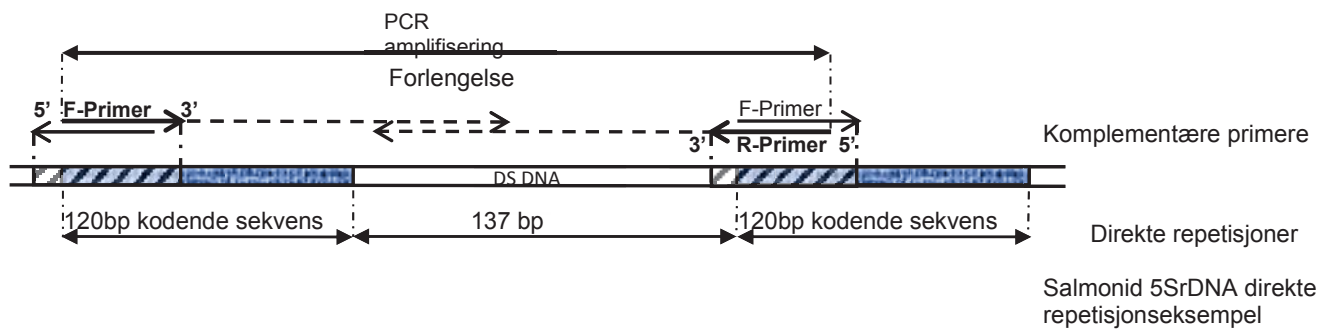 PCR
amplifisering
Forlengelse
5’ F-Primer 3’
F-Primer
3’ R-Primer 5’
Komplementære primere
DS DNA
120bp kodende sekvens
137 bp
120bp kodende sekvens
Direkte repetisjoner
Salmonid 5SrDNA direkte
repetisjonseksempel